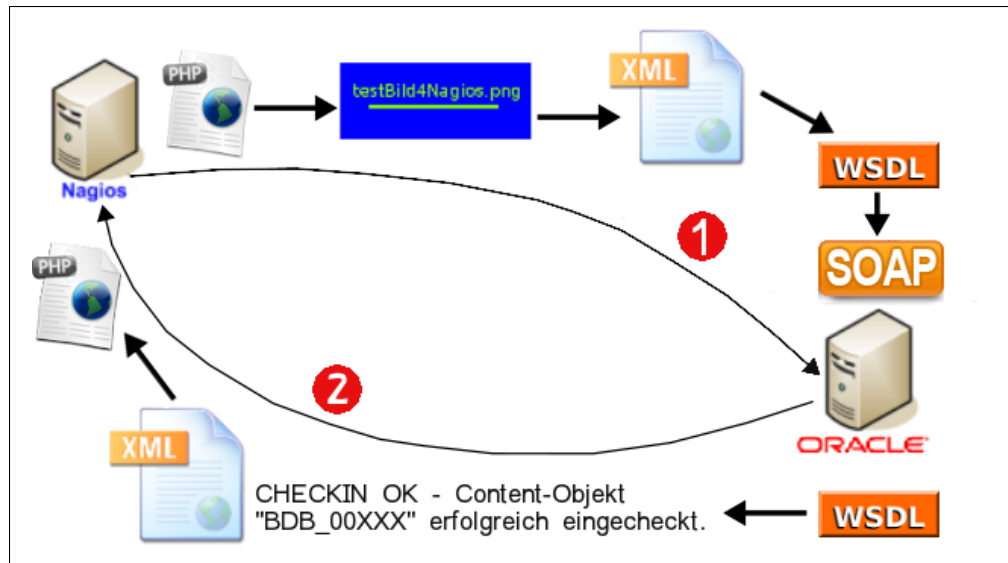 PHP
testBild4Nagios.png
XML
WSDL
Nagios
1
SOAP
PHP
2
ORACLE
XML
CHECKIN OK - Content-Objekt
"BDB_00XXX" erfolgreich eingecheckt.
WSDL